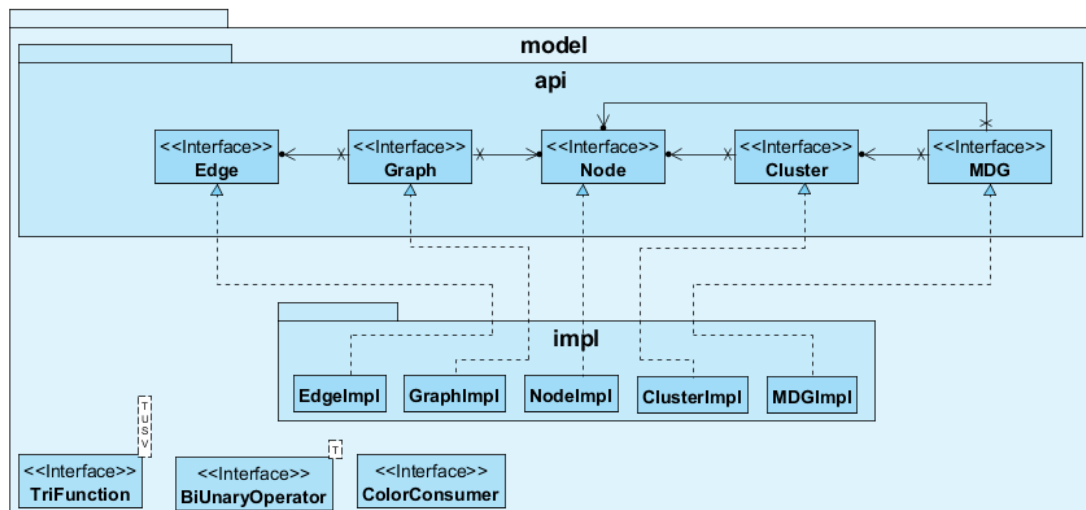 model
api
<<Interface>>
Edge
<<Interface>>
Graph
<<Interface>>
Node
<<Interface>>
Cluster
<<Interface>>
MDG
impl
EdgeImpl
GraphImpl
NodeImpl
ClusterImpl
MDGImpl
T
U
S
V
<<Interface>>
TriFunction
T
<<Interface>>
BiUnaryOperator
<<Interface>>
ColorConsumer